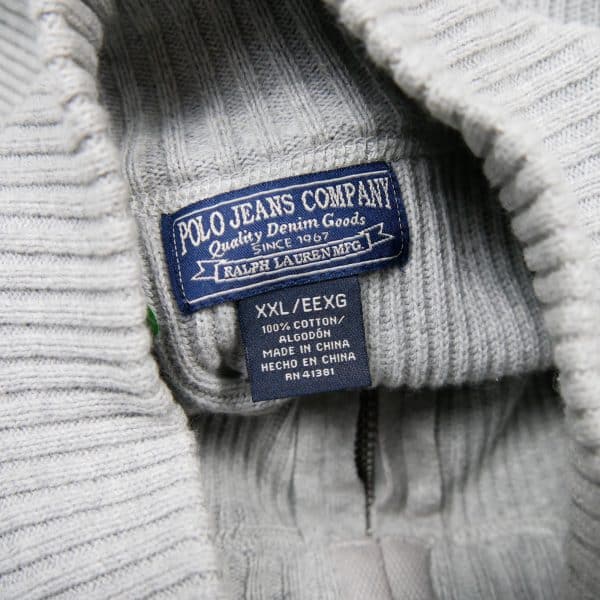 POLO JEANS COMPANY
Quality Denim Goods
SINCE 1967
RALPH LAUREN MFG.
XXL/EEXG
100% COTTON/
ALGODÓN
MADE IN CHINA
HECHO EN CHINA
RN 41381